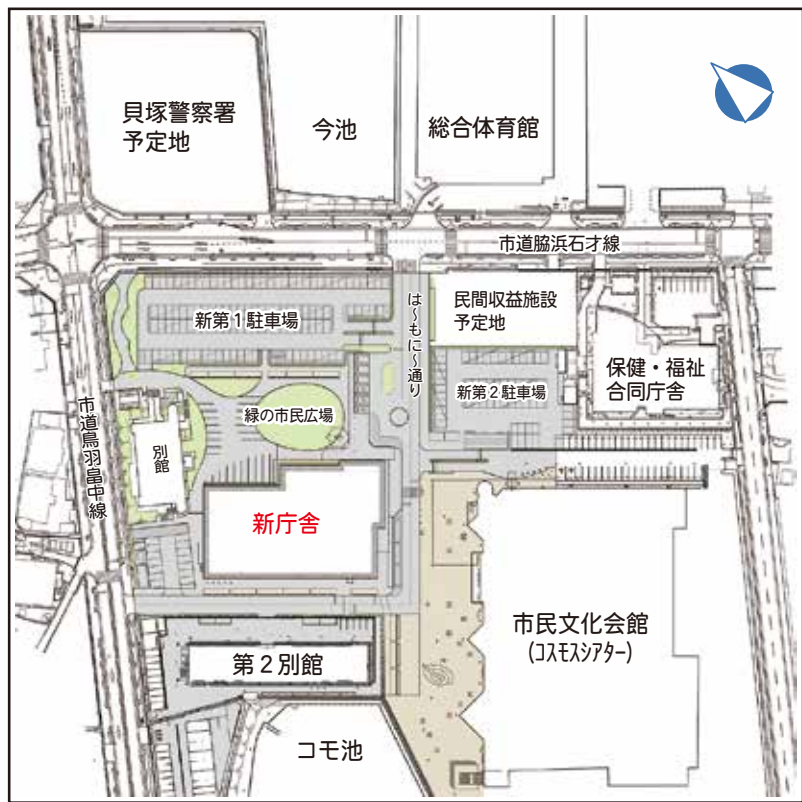 貝塚警察署
予定地
今池
総合体育館
市道脇浜石才線
新第1駐車場
は～もに～通り
民間収益施設
予定地
保健・福祉
合同庁舎
新第2駐車場
緑の市民広場
市道鳥羽畠中線
別館
新庁舎
市民文化会館
(コスモスシアター)
第2別館
コモ池